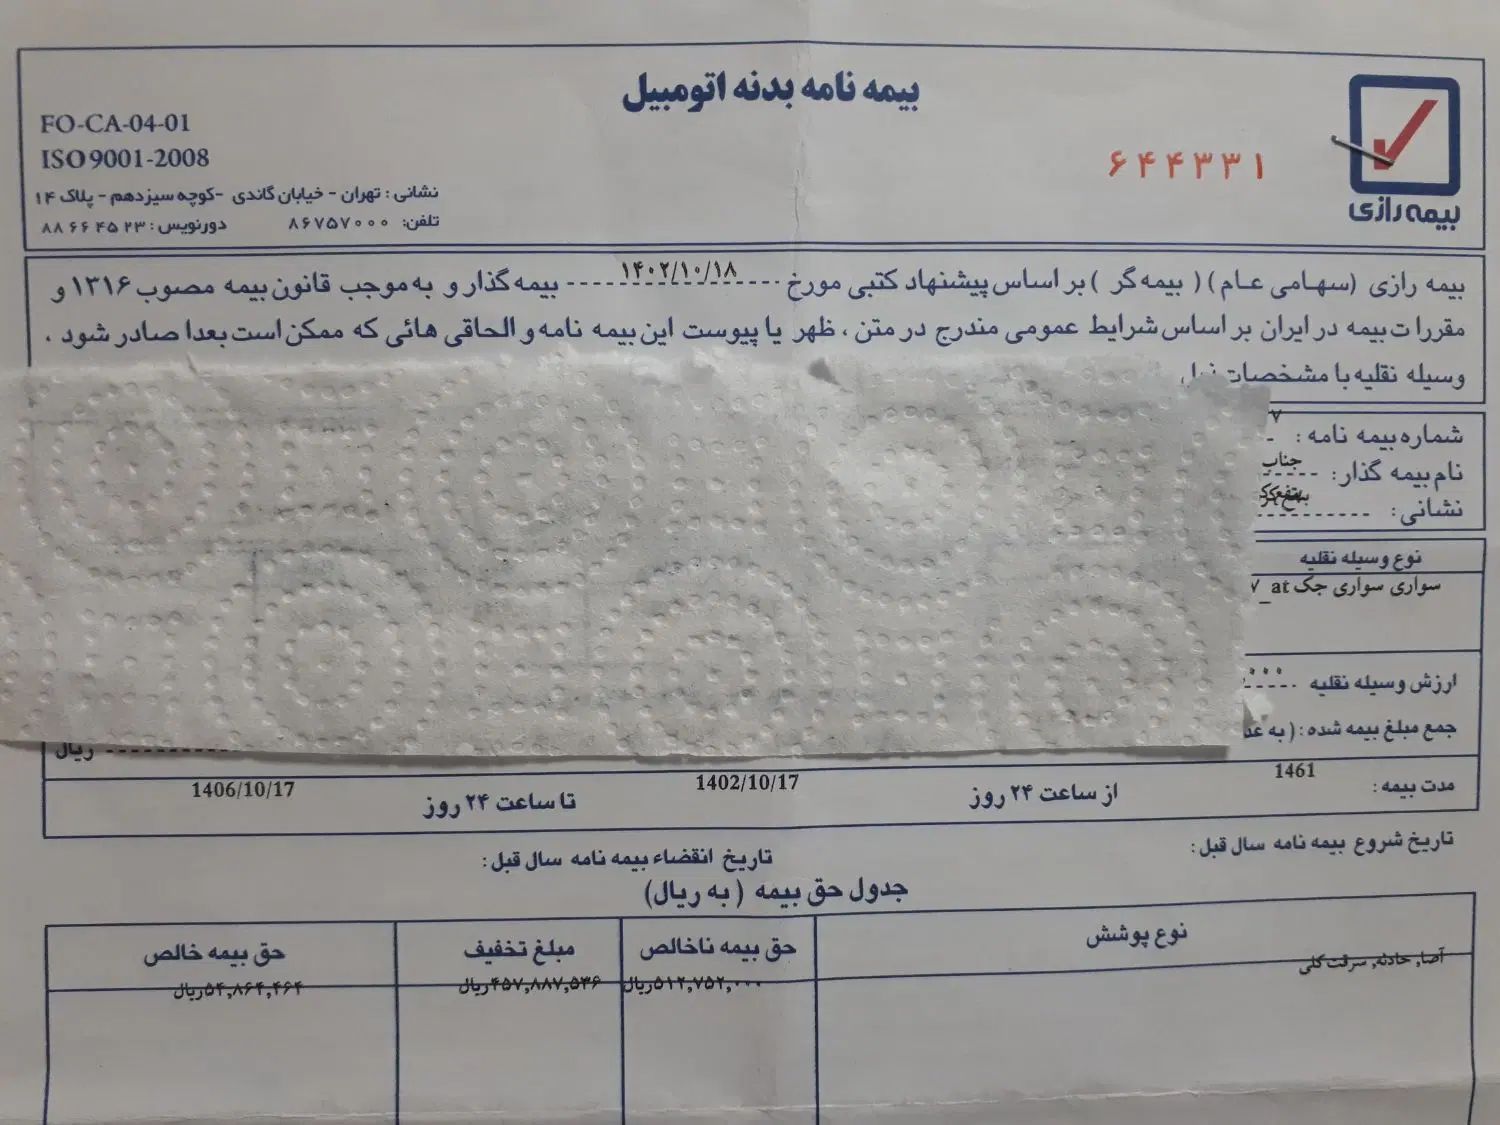 بیمه نامه بدنه اتومبیل
۶۴۴۳۳۱
بیمه رازی
FO-CA-04-01
ISO 9001-2008
نشانی : تهران - خیابان گاندی -کوچه سیزدهم - پلاک ۱۴
تلفن: ۸۶۷۵۷۰۰۰ دورنویس : ۸۸۶۶۴۵۲۳
بیمه رازی (سهامی عام) ( بیمه گر ) بر اساس پیشنهاد کتبی مورخ ۱۴۰۲/۱۰/۱۸ بیمه گذار و به موجب قانون بیمه مصوب ۱۳۱۶ و
مقررات بیمه در ایران بر اساس شرایط عمومی مندرج در متن ، ظهر یا پیوست این بیمه نامه و الحاقی هائی که ممکن است بعدا صادر شود ،
وسیله نقلیه با مشخصات ذیل
شماره بیمه نامه : ۷
نام بیمه گذار: جناب
نشانی:
نوع وسیله نقلیه
سواری سواری جک at_۷
ارزش وسیله نقلیه ۰۰۰
جمع مبلغ بیمه شده : ( به عد ریال
مدت بیمه : 1461 از ساعت ۲۴ روز 1402/10/17 تا ساعت ۲۴ روز 1406/10/17
تاریخ شروع بیمه نامه سال قبل : تاریخ انقضاء بیمه نامه سال قبل :
جدول حق بیمه ( به ریال)
نوع پوشش حق بیمه ناخالص مبلغ تخفیف حق بیمه خالص
آصا, حادثه, سرقت کلی ۵۱۲,۷۵۲,۰۰۰ریال ۴۵۷,۸۸۷,۵۳۶ریال ۵۴,۸۶۴,۴۶۴ریال